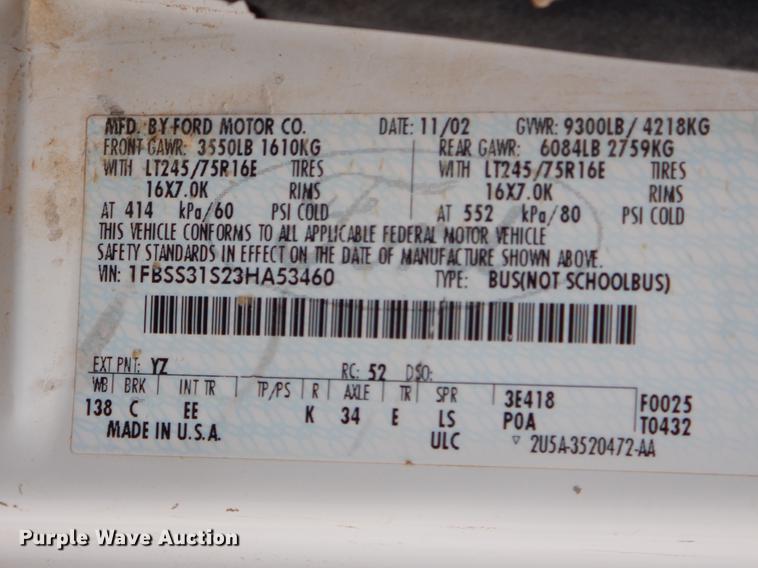 MFD. BY FORD MOTOR CO. DATE: 11/02 GVWR: 9300LB/ 4218KG
FRONT GAWR: 3550LB 1610KG REAR GAWR: 6084LB 2759KG
WITH LT245/75R16E TIRES WITH LT245/75R16E TIRES
16X7.0K RIMS 16X7.0K RIMS
AT 414 kPa/60 PSI COLD AT 552 kPa/80 PSI COLD
THIS VEHICLE CONFORMS TO ALL APPLICABLE FEDERAL MOTOR VEHICLE
SAFETY STANDARDS IN EFFECT ON THE DATE OF MANUFACTURE SHOWN ABOVE.
VIN: 1FBSS31S23HA53460 TYPE: BUS(NOT SCHOOLBUS)
EXT PNT: YZ RC: 52 DSO:
WB BRK INT TR TP/PS R AXLE TR SPR 3E418 F0025
138 C EE K 34 E LS P0A T0432
MADE IN U.S.A. ULC 2U5A-3520472-AA
Purple Wave Auction